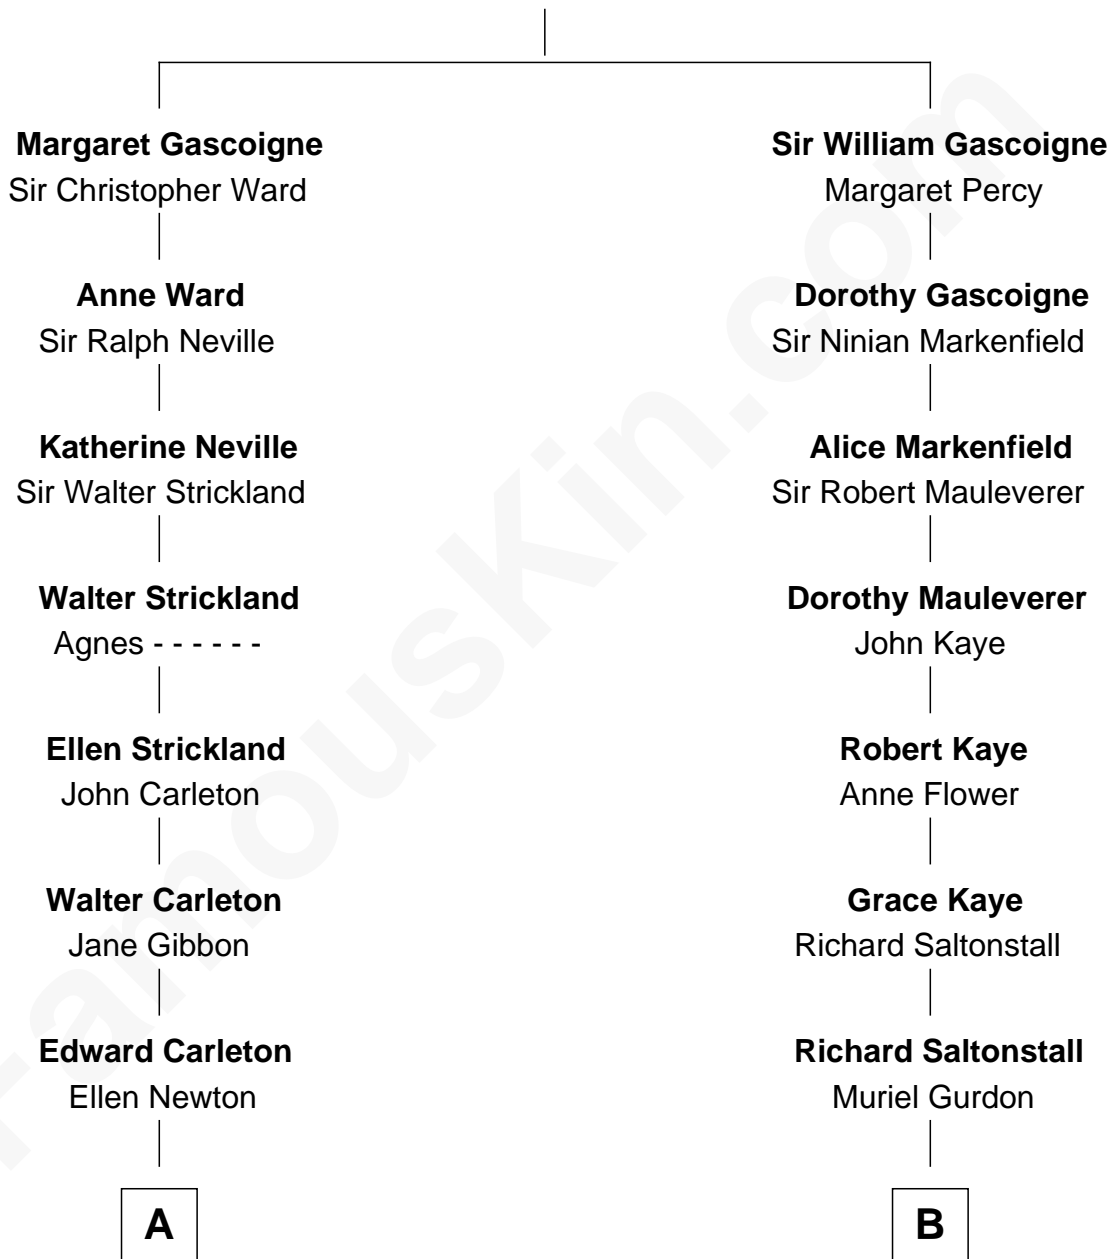 Margaret Gascoigne
Sir Christopher Ward
Anne Ward
Sir Ralph Neville
Katherine Neville
Sir Walter Strickland
Walter Strickland
Agnes - - - - - -
Ellen Strickland
John Carleton
Walter Carleton
Jane Gibbon
Edward Carleton
Ellen Newton
A
Sir William Gascoigne
Margaret Percy
Dorothy Gascoigne
Sir Ninian Markenfield
Alice Markenfield
Sir Robert Mauleverer
Dorothy Mauleverer
John Kaye
Robert Kaye
Anne Flower
Grace Kaye
Richard Saltonstall
Richard Saltonstall
Muriel Gurdon
B
FamousKin.com